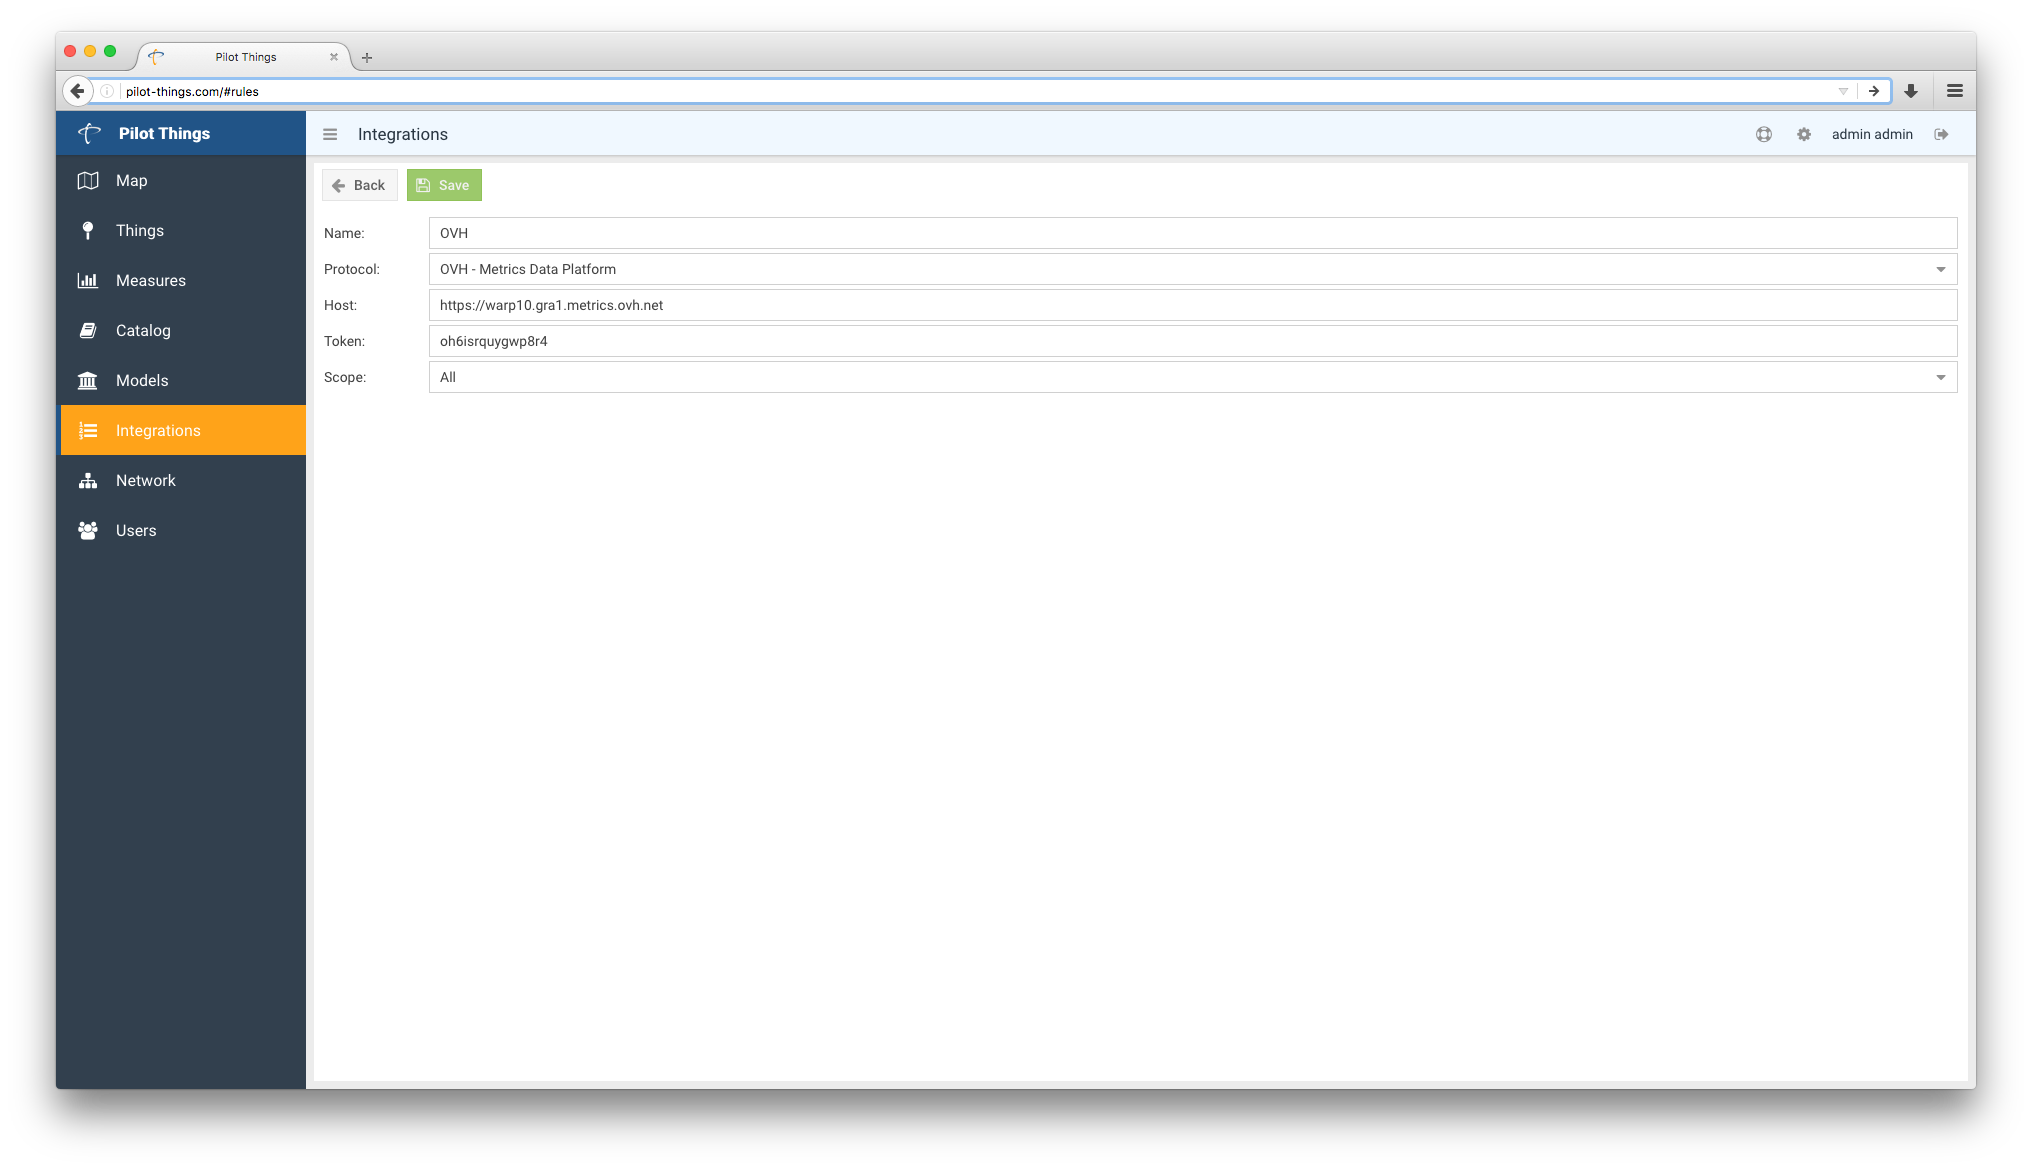 Pilot Things
pilot-things.com/#rules
Pilot Things
Integrations
admin admin
Map
Things
Measures
Catalog
Models
Integrations
Network
Users
Back
Save
Name:
OVH
Protocol:
OVH - Metrics Data Platform
Host:
https://warp10.gra1.metrics.ovh.net
Token:
oh6isrquygwp8r4
Scope:
All